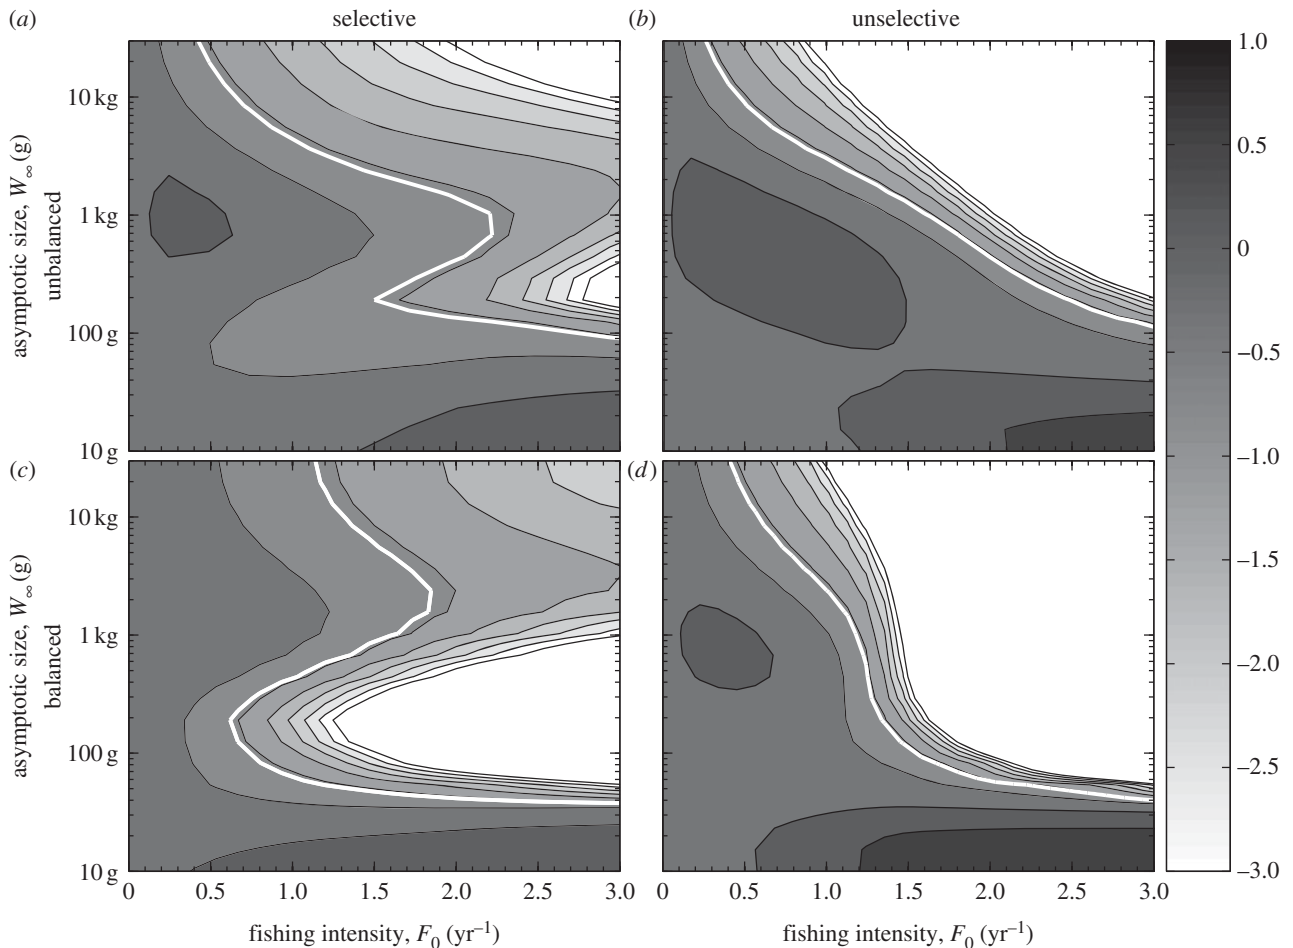 (a) selective (b) unselective
asymptotic size, W∞ (g)
unbalanced
10 kg
1 kg
100 g
10 g
1.0
0.5
0
–0.5
–1.0
–1.5
–2.0
–2.5
–3.0
(c) (d)
asymptotic size, W∞ (g)
balanced
10 kg
1 kg
100 g
10 g
0 0.5 1.0 1.5 2.0 2.5 3.0 0 0.5 1.0 1.5 2.0 2.5 3.0
fishing intensity, F0 (yr–1) fishing intensity, F0 (yr–1)